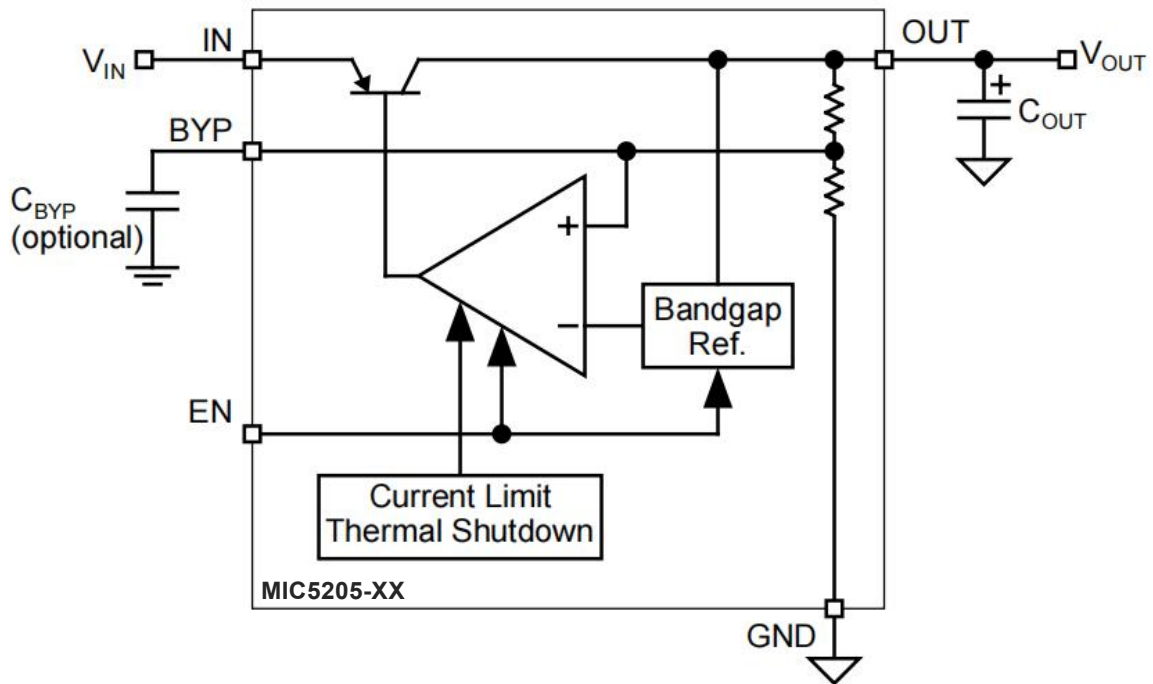 IN
OUT
V_IN
V_OUT
BYP
+
C_OUT
C_BYP
(optional)
+
Bandgap
Ref.
−
EN
Current Limit
Thermal Shutdown
MIC5205-XX
GND